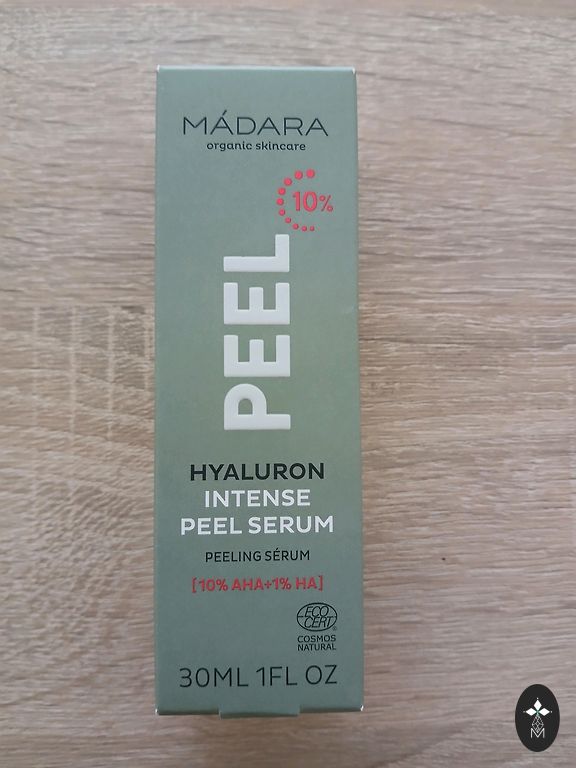 MÁDARA
organic skincare
10%
PEEL
HYALURON
INTENSE
PEEL SERUM
PEELING SÉRUM
[10% AHA+1% HA]
ECO
CERT
COSMOS
NATURAL
30ML 1FL OZ
M